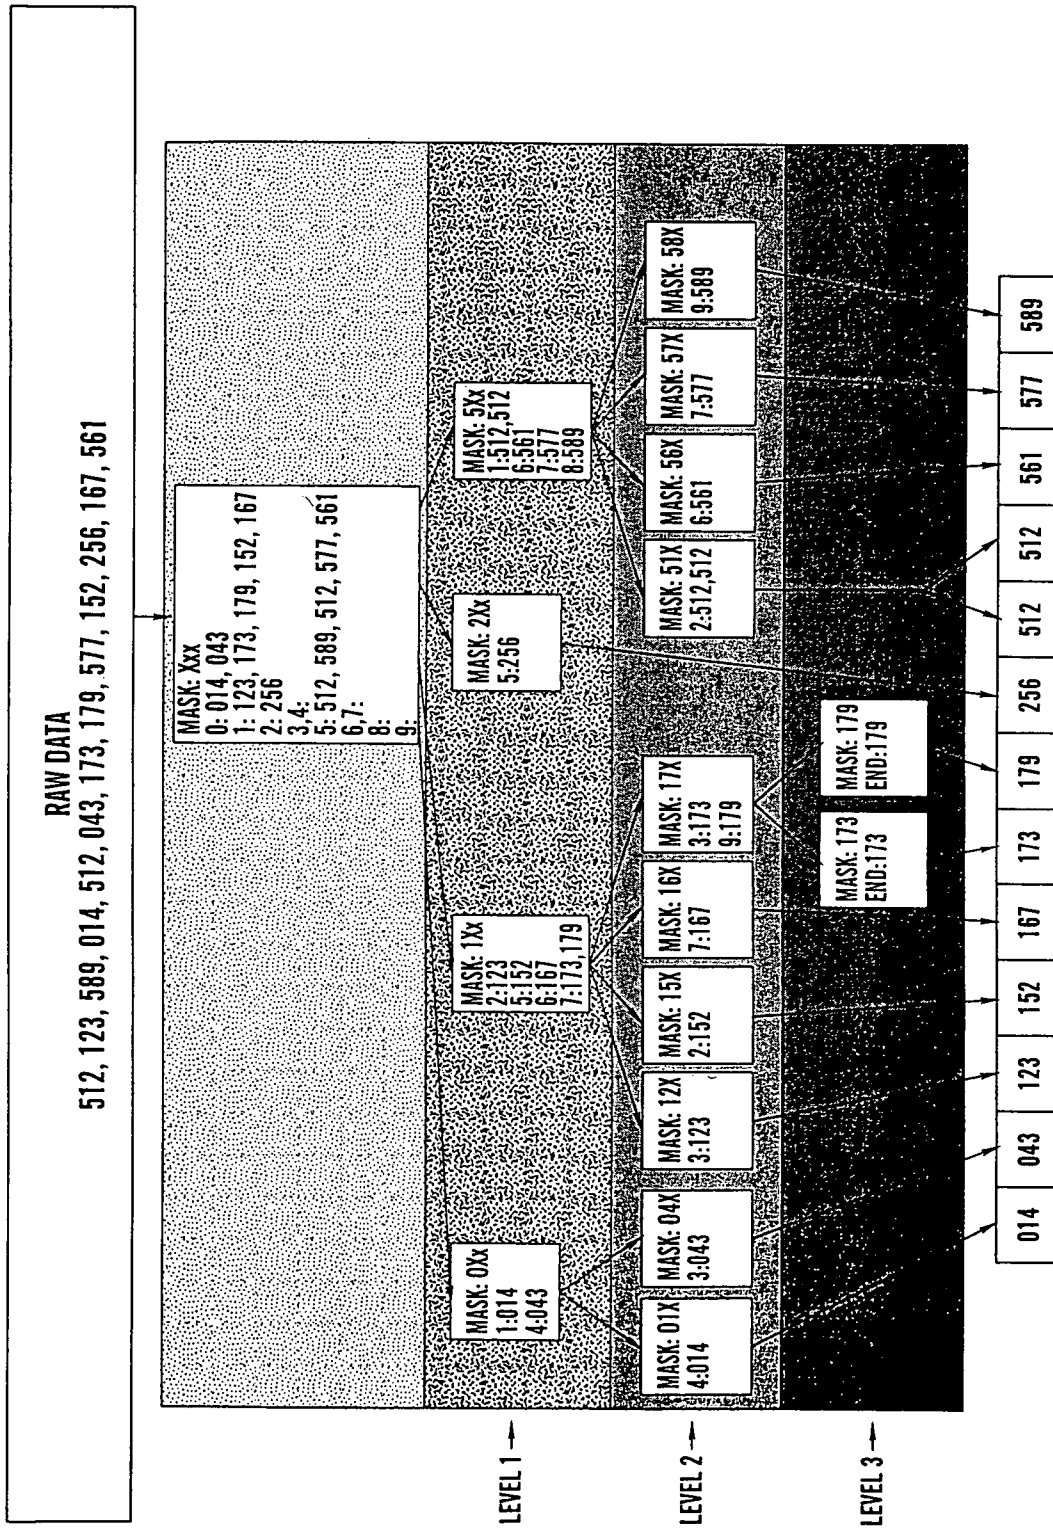 RAW DATA
512, 123, 589, 014, 512, 043, 173, 179, 577, 152, 256, 167, 561
MASK: Xxx
0: 014, 043
1: 123, 173, 179, 152, 167
2: 256
3,4:
5: 512, 589, 512, 577, 561
6,7:
8:
9:
LEVEL 1
MASK: 0Xx
1:014
4:043
MASK: 1Xx
2:123
5:152
6:167
7:173,179
MASK: 2Xx
5:256
MASK: 5Xx
1:512,512
6:561
7:577
8:589
LEVEL 2
MASK: 01X
4:014
MASK: 04X
3:043
MASK: 12X
3:123
MASK: 15X
2:152
MASK: 16X
7:167
MASK: 17X
3:173
9:179
MASK: 51X
2:512,512
MASK: 56X
6:561
MASK: 57X
7:577
MASK: 58X
9:589
LEVEL 3
MASK: 173
END:173
MASK: 179
END:179
014 043 123 152 167 173 179 256 512 512 561 577 589